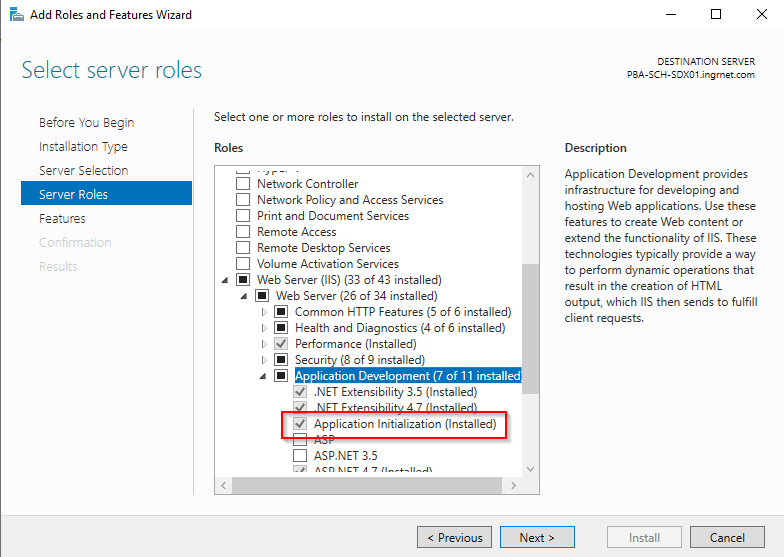 Add Roles and Features Wizard
Select server roles
DESTINATION SERVER
PBA-SCH-SDX01.ingrnet.com
Before You Begin
Installation Type
Server Selection
Server Roles
Features
Confirmation
Results
Select one or more roles to install on the selected server.
Roles
Network Controller
Network Policy and Access Services
Print and Document Services
Remote Access
Remote Desktop Services
Volume Activation Services
Web Server (IIS) (33 of 43 installed)
Web Server (26 of 34 installed)
Common HTTP Features (5 of 6 installed)
Health and Diagnostics (4 of 6 installed)
Performance (Installed)
Security (8 of 9 installed)
Application Development (7 of 11 installed
.NET Extensibility 3.5 (Installed)
.NET Extensibility 4.7 (Installed)
Application Initialization (Installed)
ASP
ASP.NET 3.5
ASP.NET 4.7 (Installed)
Description
Application Development provides
infrastructure for developing and
hosting Web applications. Use these
features to create Web content or
extend the functionality of IIS. These
technologies typically provide a way
to perform dynamic operations that
result in the creation of HTML
output, which IIS then sends to fulfill
client requests.
< Previous
Next >
Install
Cancel